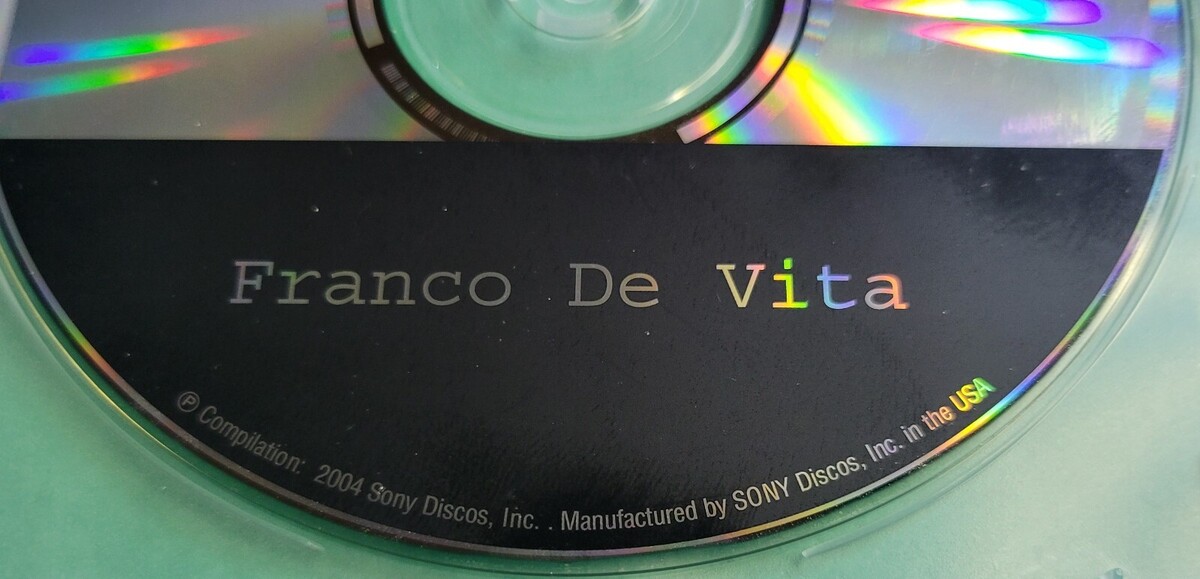 Franco De Vita
℗ Compilation: 2004 Sony Discos, Inc. . Manufactured by SONY Discos, Inc. in the USA